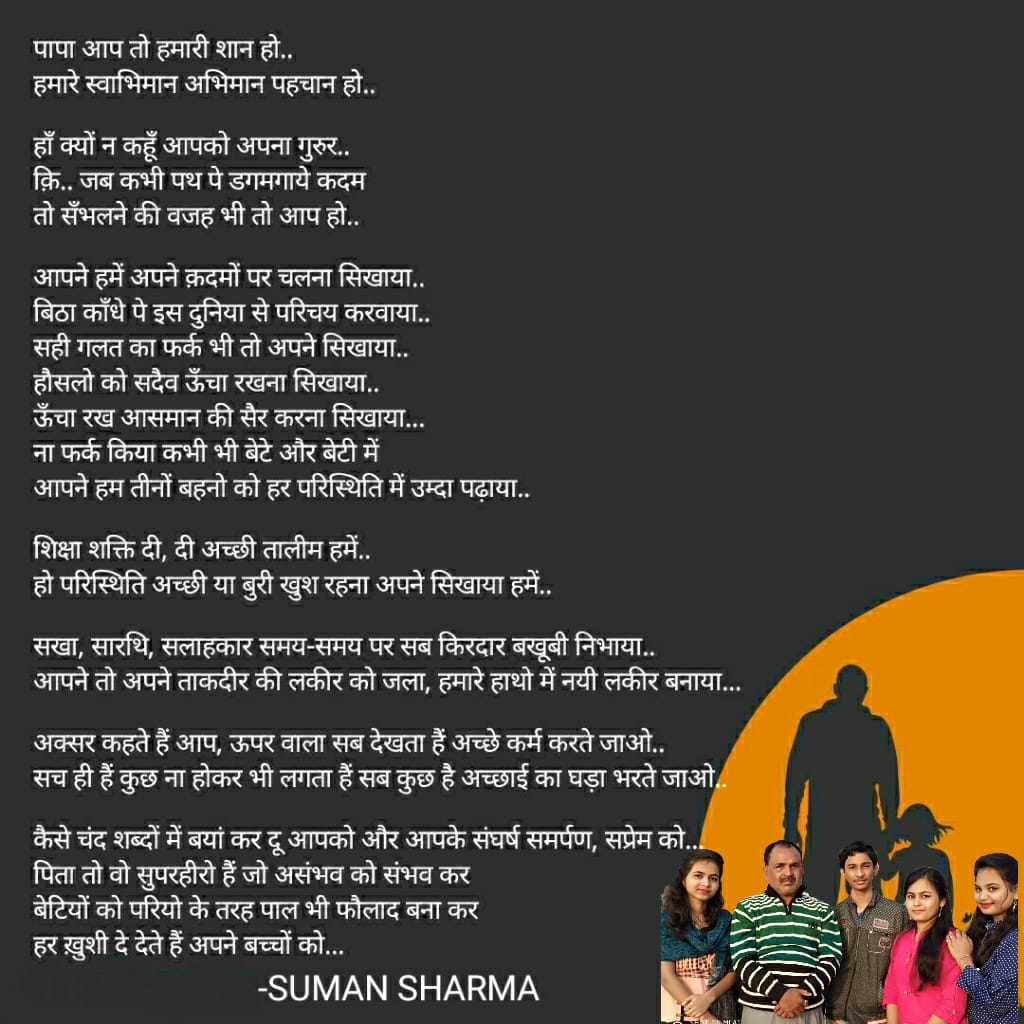 पापा आप तो हमारी शान हो..
हमारे स्वाभिमान अभिमान पहचान हो..
हाँ क्यों न कहूँ आपको अपना गुरुर..
क़ि.. जब कभी पथ पे डगमगाये कदम
तो सँभलने की वजह भी तो आप हो..
आपने हमें अपने क़दमों पर चलना सिखाया..
बिठा काँधे पे इस दुनिया से परिचय करवाया..
सही गलत का फर्क भी तो अपने सिखाया..
हौसलो को सदैव ऊँचा रखना सिखाया..
ऊँचा रख आसमान की सैर करना सिखाया...
ना फर्क किया कभी भी बेटे और बेटी में
आपने हम तीनों बहनो को हर परिस्थिति में उम्दा पढ़ाया..
शिक्षा शक्ति दी, दी अच्छी तालीम हमें..
हो परिस्थिति अच्छी या बुरी खुश रहना अपने सिखाया हमें..
सखा, सारथि, सलाहकार समय-समय पर सब किरदार बखूबी निभाया..
आपने तो अपने ताकदीर की लकीर को जला, हमारे हाथो में नयी लकीर बनाया...
अक्सर कहते हैं आप, ऊपर वाला सब देखता हैं अच्छे कर्म करते जाओ..
सच ही हैं कुछ ना होकर भी लगता हैं सब कुछ है अच्छाई का घड़ा भरते जाओ..
कैसे चंद शब्दों में बयां कर दू आपको और आपके संघर्ष समर्पण, सप्रेम को...
पिता तो वो सुपरहीरो हैं जो असंभव को संभव कर
बेटियों को परियो के तरह पाल भी फौलाद बना कर
हर ख़ुशी दे देते हैं अपने बच्चों को...
-SUMAN SHARMA